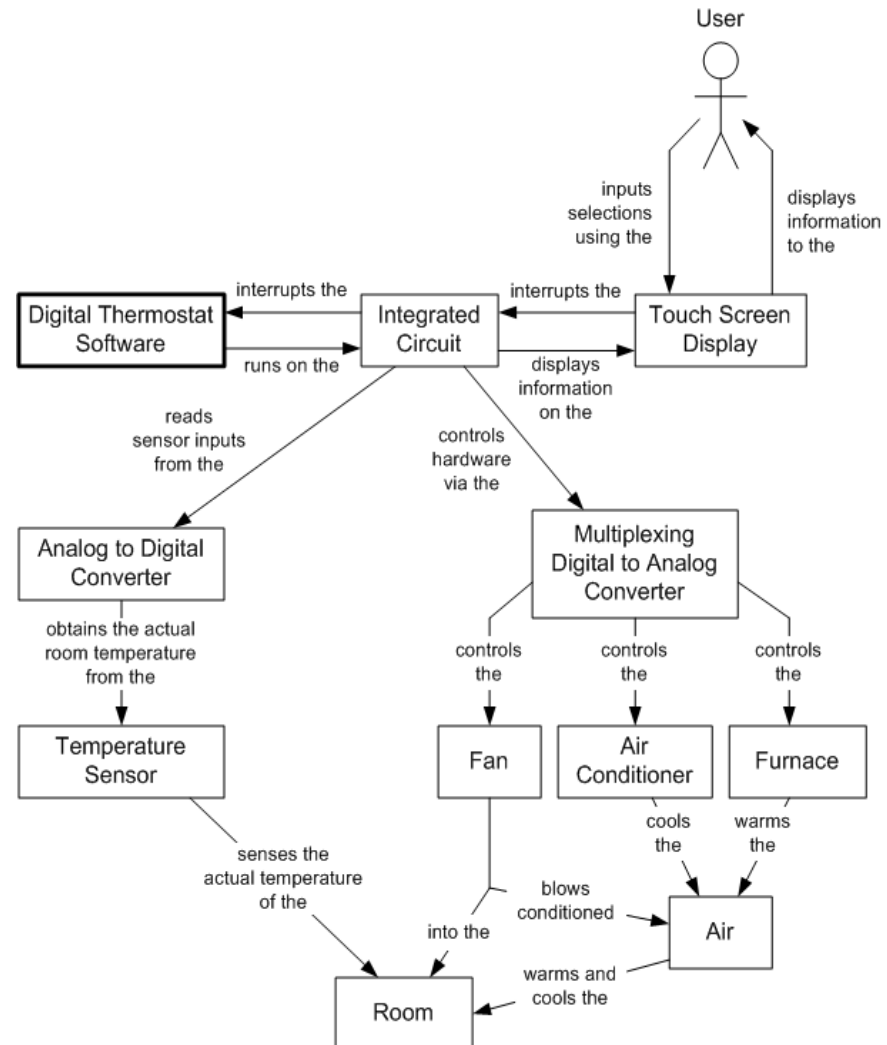 User
inputs
selections
using the
displays
information
to the
interrupts the
interrupts the
Digital Thermostat
Software
Integrated
Circuit
Touch Screen
Display
runs on the
displays
information
on the
reads
sensor inputs
from the
controls
hardware
via the
Analog to Digital
Converter
Multiplexing
Digital to Analog
Converter
obtains the actual
room temperature
from the
controls
the
controls
the
controls
the
Temperature
Sensor
Fan
Air
Conditioner
Furnace
cools
the
warms
the
senses the
actual temperature
of the
blows
conditioned
into the
Air
warms and
cools the
Room